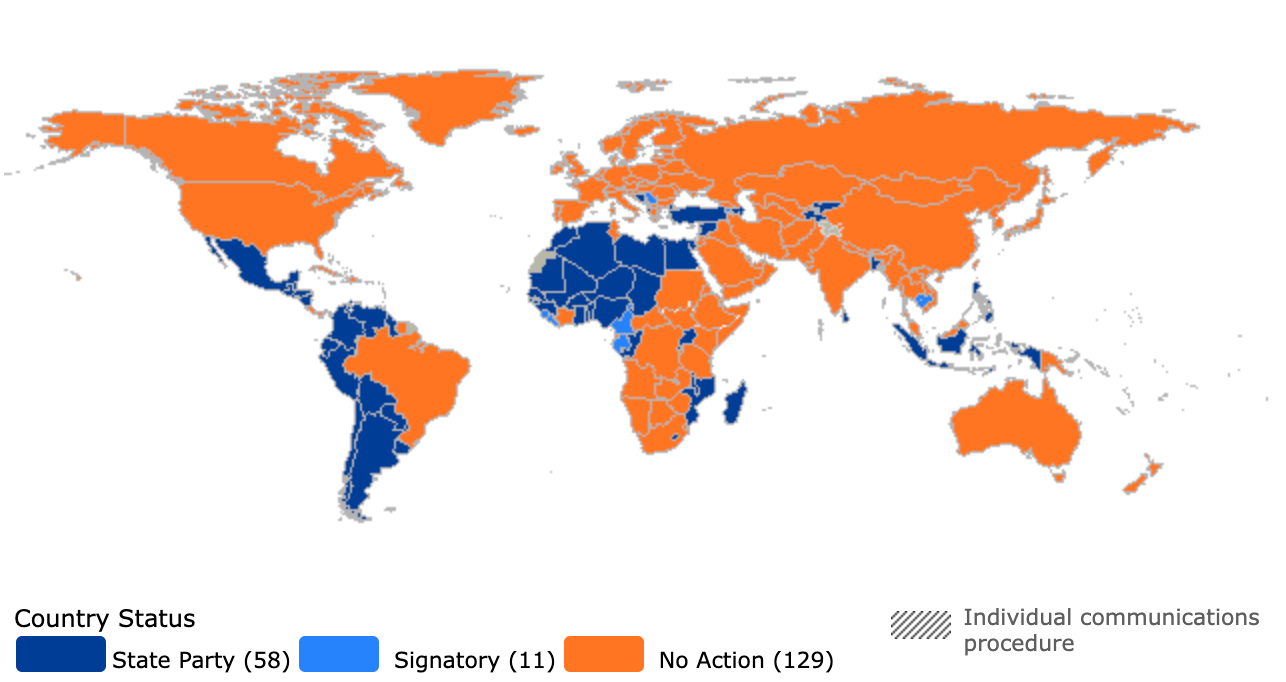 Country Status
State Party (58)
Signatory (11)
No Action (129)
Individual communications
procedure